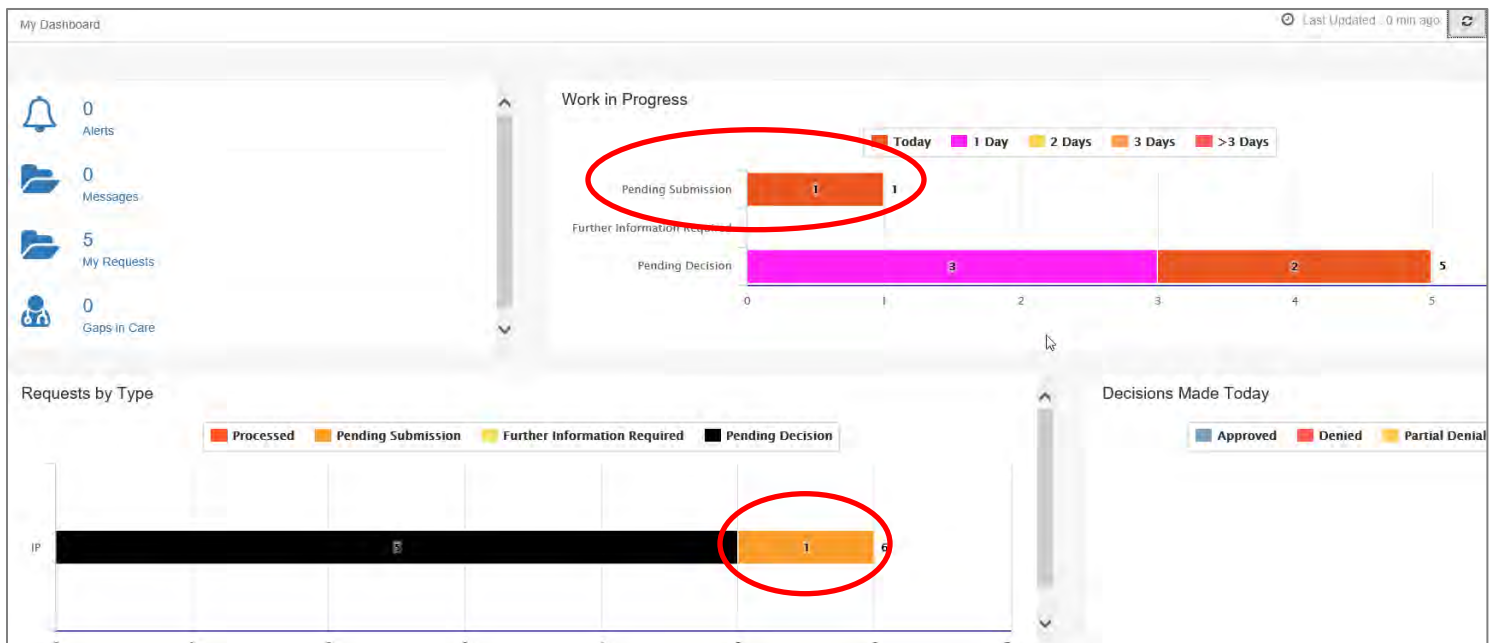 My Dashboard
Last Updated : 0 min ago
0
Alerts
0
Messages
5
My Requests
0
Gaps in Care
Work in Progress
Today 1 Day 2 Days 3 Days >3 Days
Pending Submission 1 1
Further Information Required
Pending Decision 3 2 5
0 1 2 3 4 5
Requests by Type
Processed Pending Submission Further Information Required Pending Decision
IP 5 1 6
Decisions Made Today
Approved Denied Partial Denial